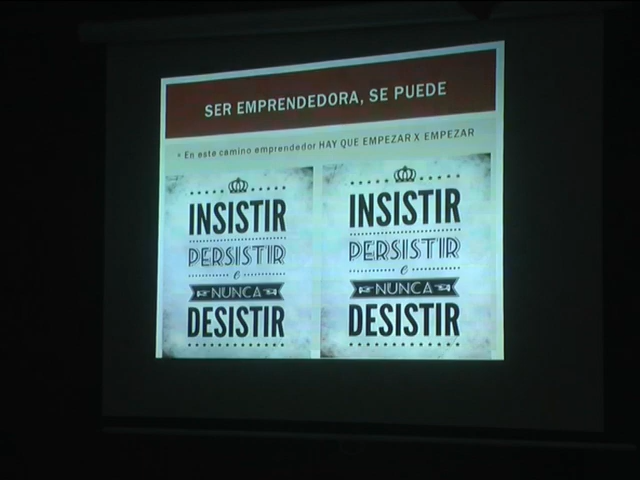 SER EMPRENDEDORA, SE PUEDE
• En este camino emprendedor HAY QUE EMPEZAR X EMPEZAR
INSISTIR
PERSISTIR
e
NUNCA
DESISTIR
INSISTIR
PERSISTIR
e
NUNCA
DESISTIR